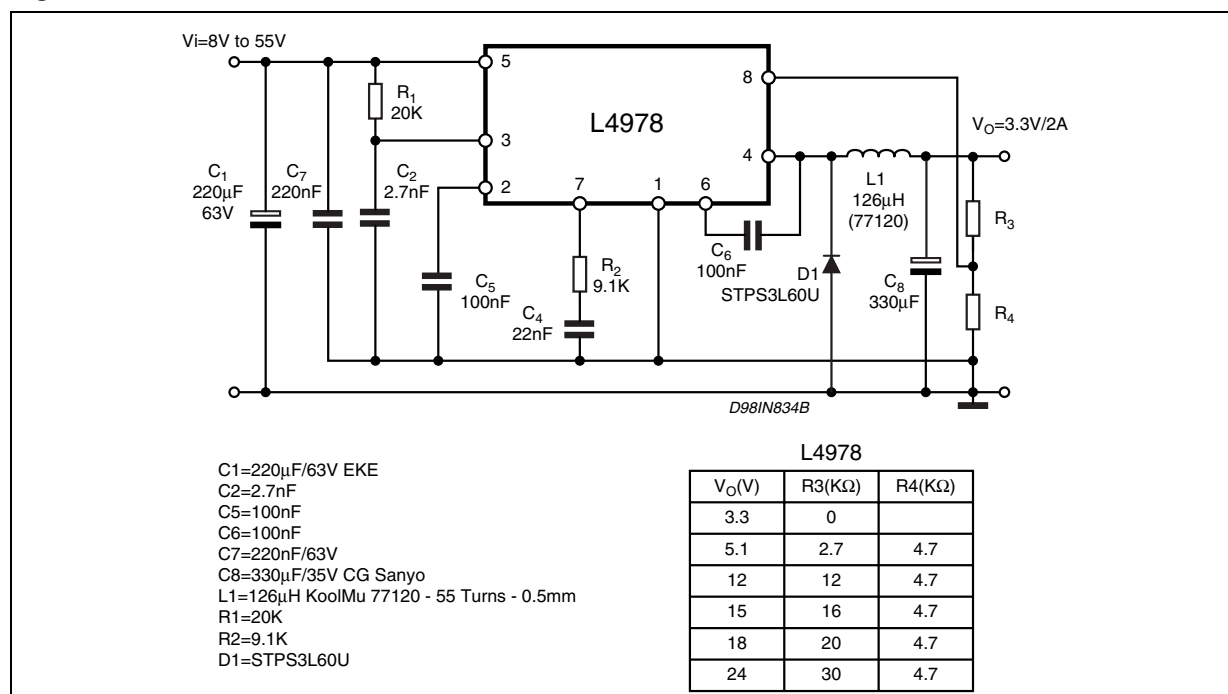 Vi=8V to 55V
5
8
R1
20K
L4978
VO=3.3V/2A
3
4
C1
220μF
63V
C7
220nF
C2
2.7nF
2
7
1
6
L1
126μH
(77120)
R3
C6
100nF
R2
9.1K
D1
STPS3L60U
C5
100nF
C4
22nF
C8
330μF
R4
D98IN834B
C1=220μF/63V EKE
C2=2.7nF
C5=100nF
C6=100nF
C7=220nF/63V
C8=330μF/35V CG Sanyo
L1=126μH KoolMu 77120 - 55 Turns - 0.5mm
R1=20K
R2=9.1K
D1=STPS3L60U
L4978
VO(V) R3(KΩ) R4(KΩ)
3.3 0
5.1 2.7 4.7
12 12 4.7
15 16 4.7
18 20 4.7
24 30 4.7